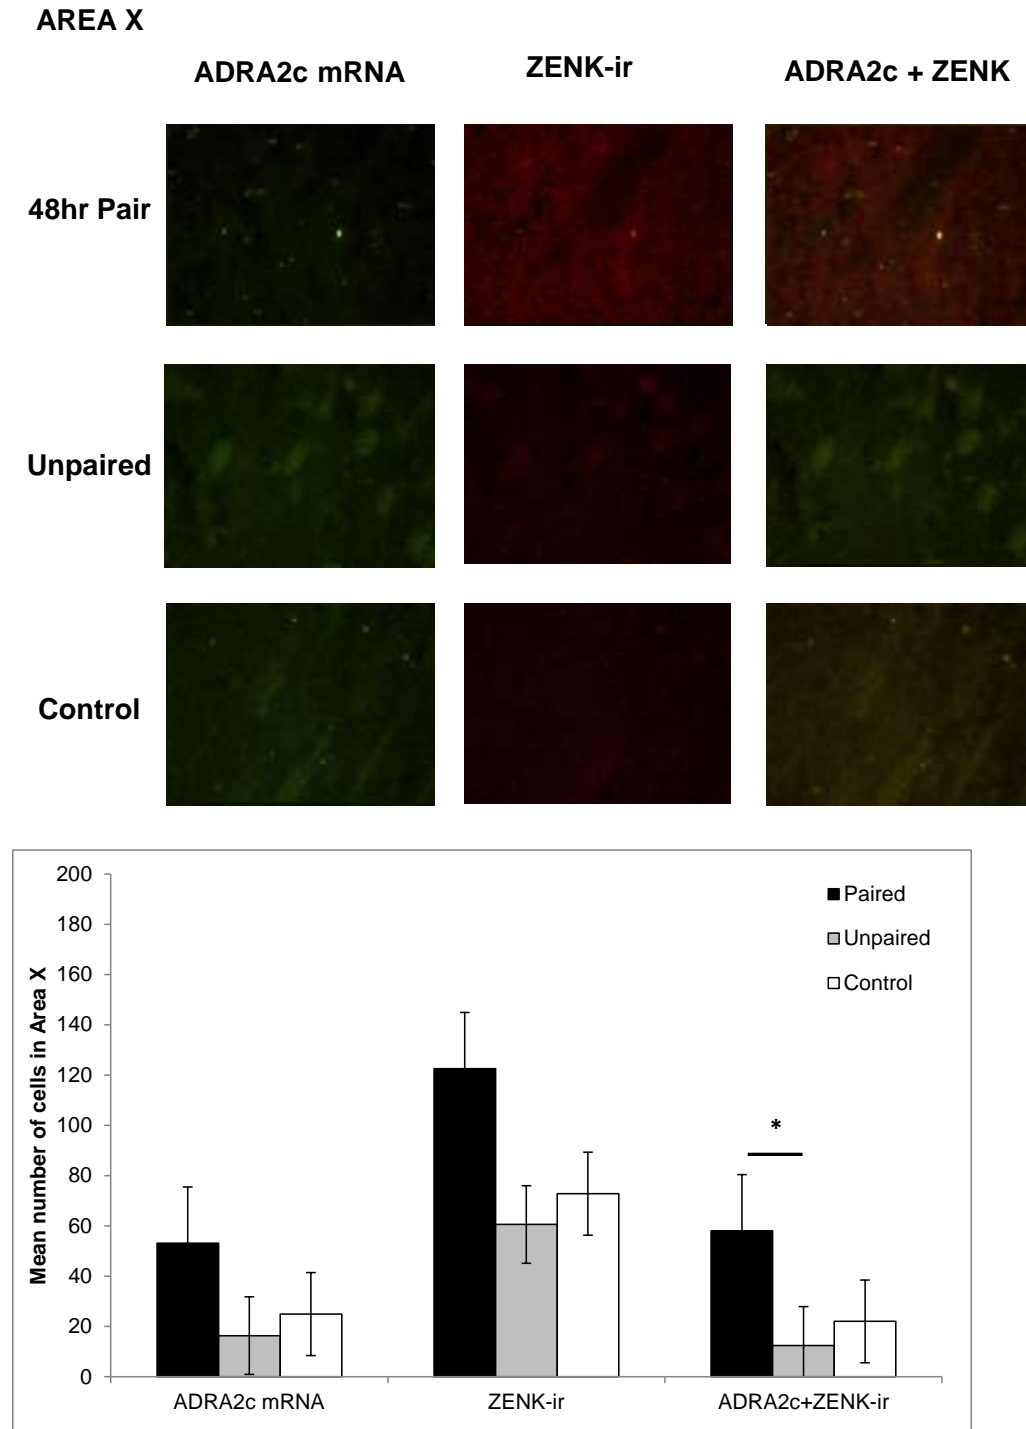 AREA X
ADRA2c mRNA ZENK-ir ADRA2c + ZENK
48hr Pair
Unpaired
Control
200
180
160
140
120
100
80
60
40
20
0
Mean number of cells in Area X
Paired
Unpaired
Control
*
ADRA2c mRNA ZENK-ir ADRA2c+ZENK-ir